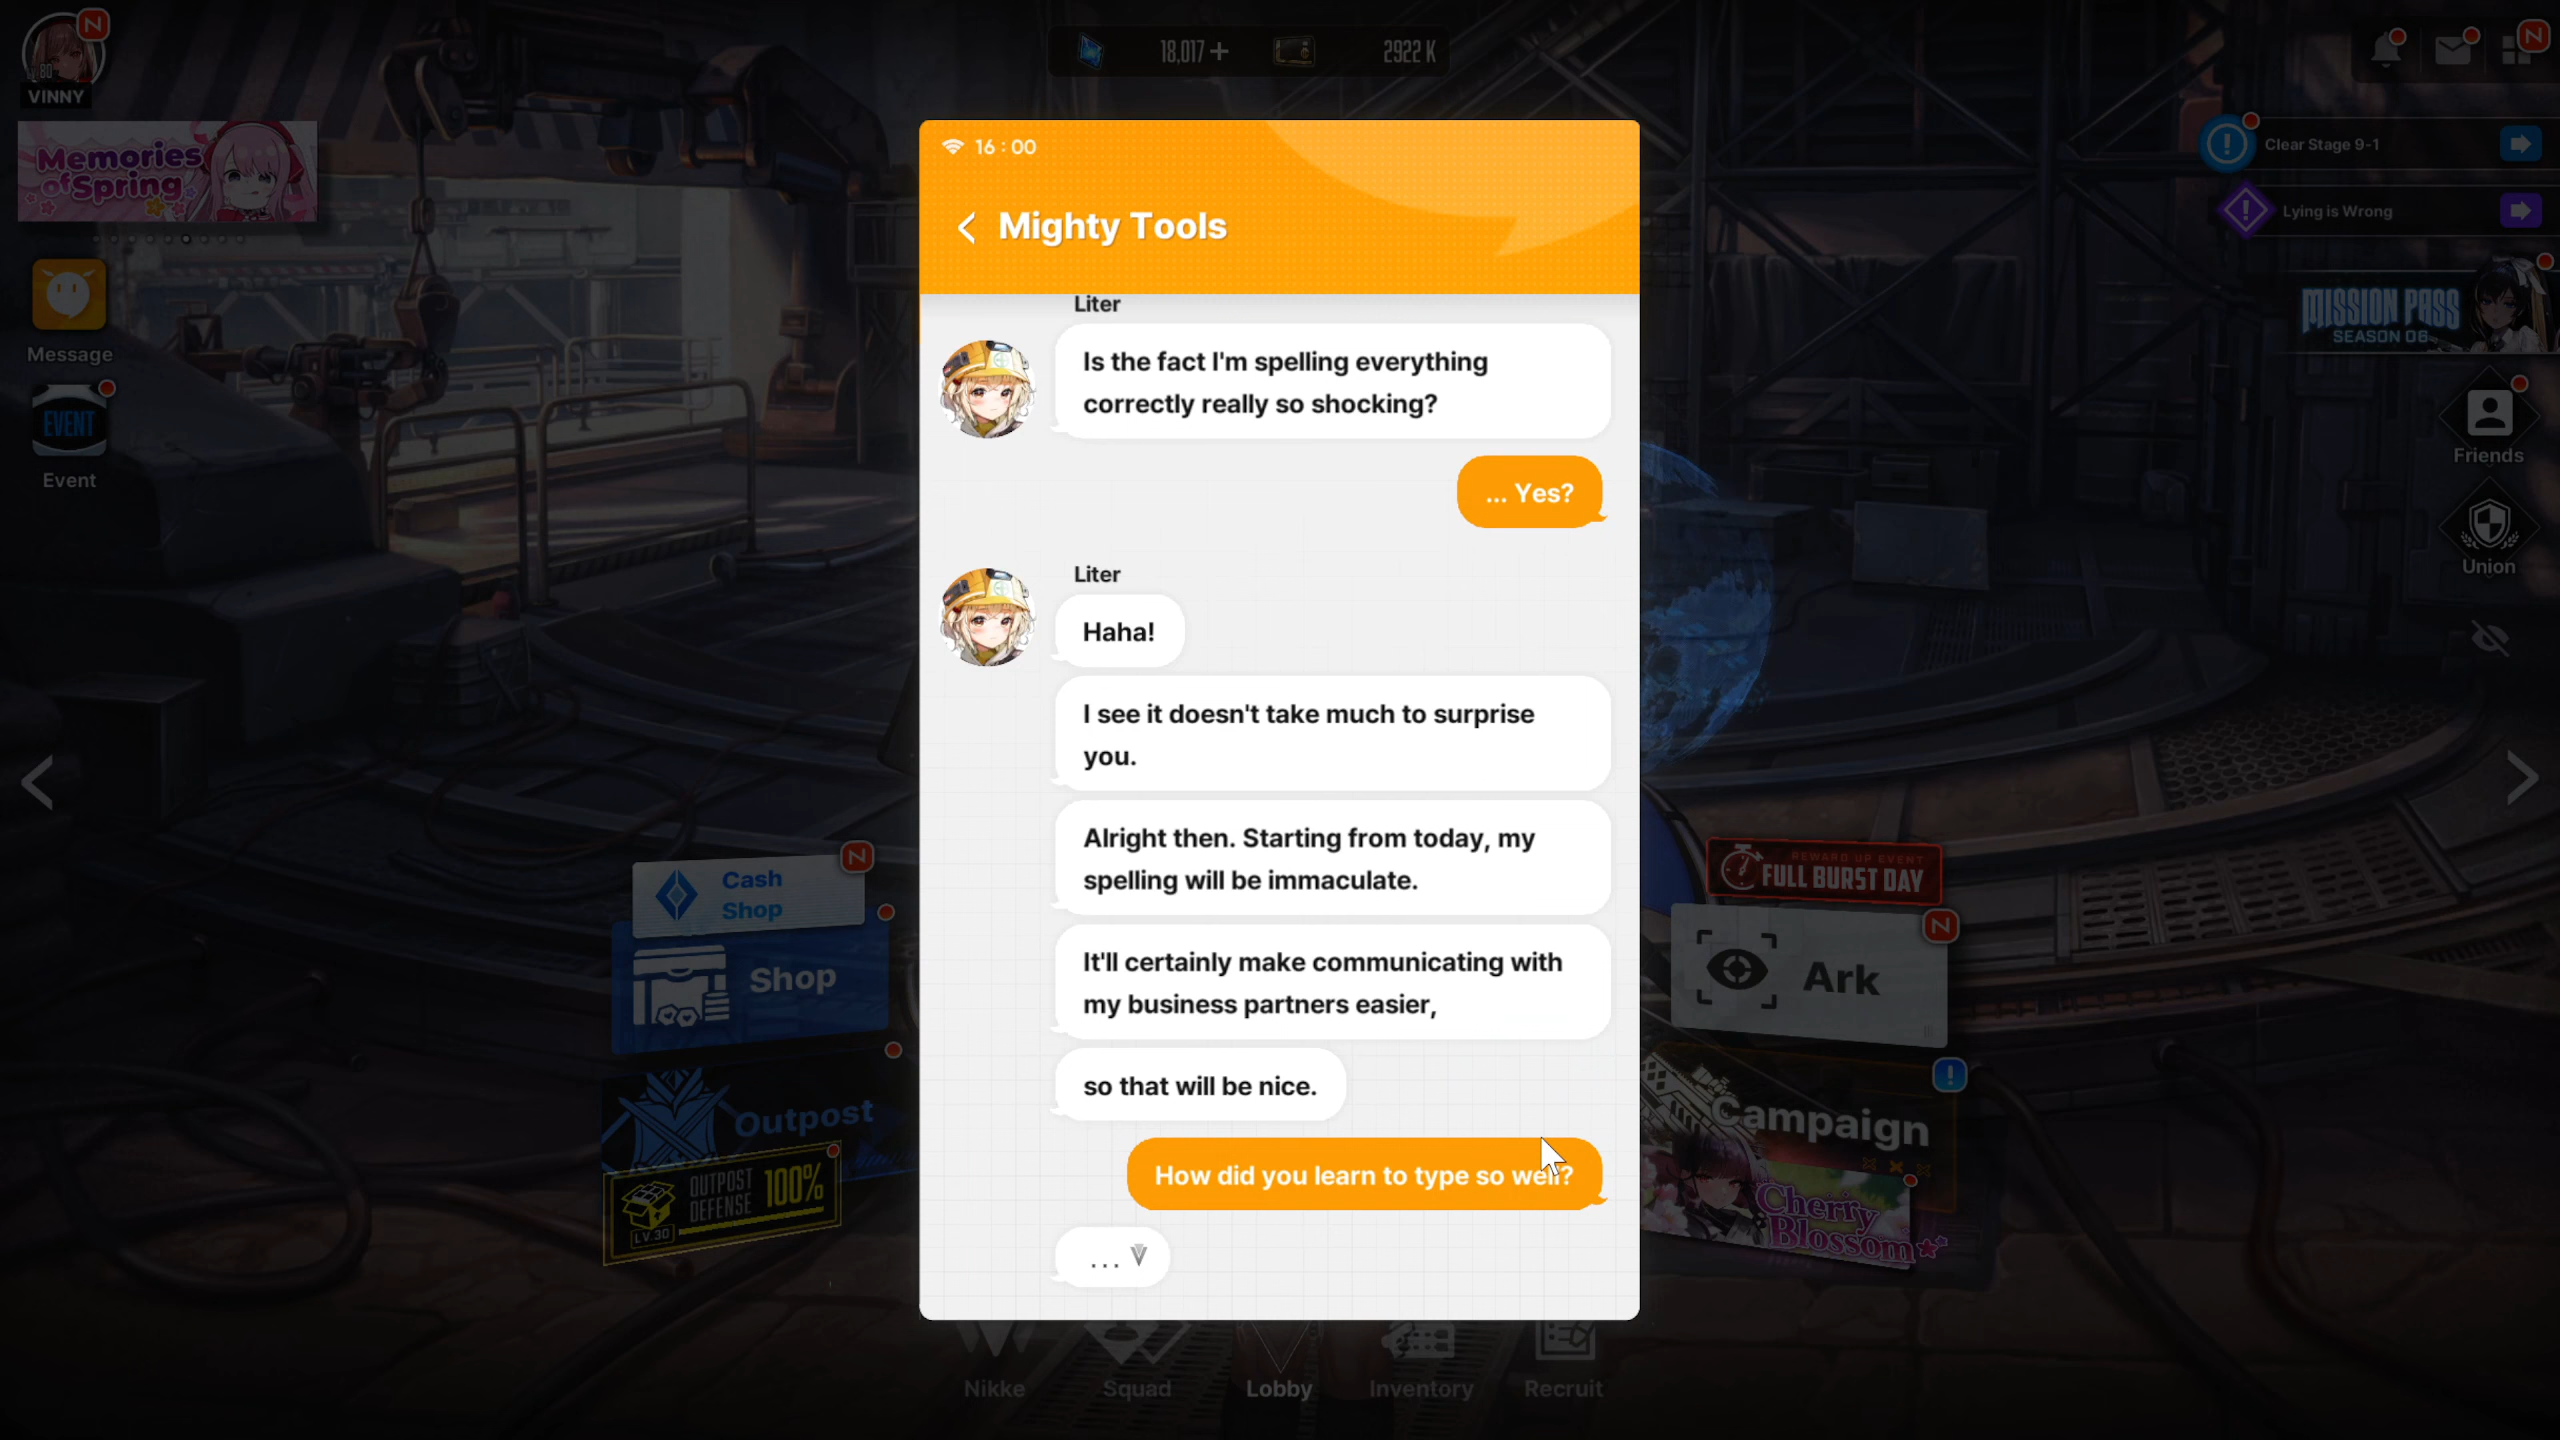 N
80
VINNY
18,017 +
2922 K
N
Memories
of Spring
Message
EVENT
Event
Clear Stage 9-1
Lying is Wrong
MISSION PASS
SEASON 06
Friends
Union
16 : 00
Mighty Tools
Liter
Is the fact I'm spelling everything
correctly really so shocking?
... Yes?
Liter
Haha!
I see it doesn't take much to surprise
you.
Alright then. Starting from today, my
spelling will be immaculate.
It'll certainly make communicating with
my business partners easier,
so that will be nice.
How did you learn to type so well?
...
N
Cash
Shop
Shop
Outpost
OUTPOST
DEFENSE
100%
LV.30
REWARD UP EVENT
FULL BURST DAY
N
Ark
Campaign
Cherry
Blossom
Nikke
Squad
Lobby
Inventory
Recruit